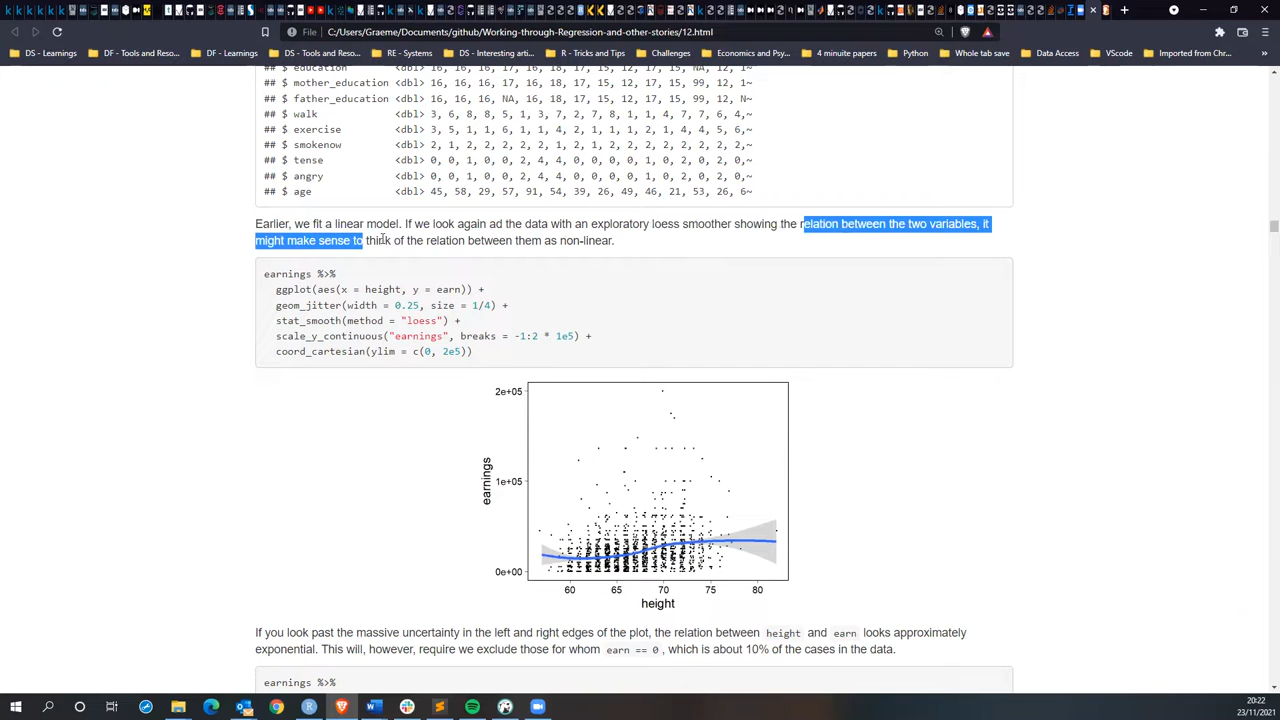 File
C:/Users/Graeme/Documents/github/Working-through-Regression-and-other-stories/12.html
DS - Learnings
DF - Tools and Reso...
DF - Learnings
DS - Tools and Resou...
RE - Systems
DS - Interesting arti...
R - Tricks and Tips
Challenges
Economics and Psy...
4 minuite papers
Python
Whole tab save
Data Access
VScode
Imported from Chr...
## $ education <dbl> 16, 16, 16, 17, 16, 18, 17, 15, 12, 17, 15, NA, 12, 1~
## $ mother_education <dbl> 16, 16, 16, 17, 16, 18, 17, 15, 12, 17, 15, 99, 12, 1~
## $ father_education <dbl> 16, 16, 16, NA, 16, 18, 17, 15, 12, 17, 15, 99, 12, N~
## $ walk <dbl> 3, 6, 8, 8, 5, 1, 3, 7, 2, 7, 8, 1, 1, 4, 7, 7, 6, 4,~
## $ exercise <dbl> 3, 5, 1, 1, 6, 1, 1, 4, 2, 1, 1, 1, 2, 1, 4, 4, 5, 6,~
## $ smokenow <dbl> 2, 1, 2, 2, 2, 2, 2, 1, 2, 1, 2, 2, 2, 1, 2, 2, 2, 1,~
## $ tense <dbl> 0, 0, 1, 0, 2, 4, 4, 0, 0, 0, 0, 1, 0, 2, 0, 2, 0,~
## $ angry <dbl> 0, 0, 1, 0, 2, 4, 4, 0, 0, 0, 0, 1, 0, 2, 0, 2, 0,~
## $ age <dbl> 45, 58, 29, 57, 91, 54, 39, 26, 49, 46, 21, 53, 26, 6~
Earlier, we fit a linear model. If we look again ad the data with an exploratory loess smoother showing the relation between the two variables, it
might make sense to think of the relation between them as non-linear.
earnings %>%
ggplot(aes(x = height, y = earn)) +
geom_jitter(width = 0.25, size = 1/4) +
stat_smooth(method = "loess") +
scale_y_continuous("earnings", breaks = -1:2 * 1e5) +
coord_cartesian(ylim = c(0, 2e5))
2e+05
1e+05
0e+00
earnings
60 65 70 75 80
height
If you look past the massive uncertainty in the left and right edges of the plot, the relation between height and earn looks approximately
exponential. This will, however, require we exclude those for whom earn == 0, which is about 10% of the cases in the data.
earnings %>%
20:22
23/11/2021